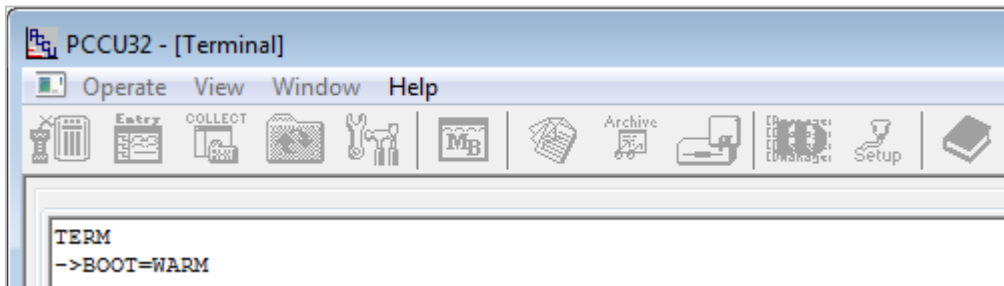 PCCU32 - [Terminal]
Operate View Window Help
Entry COLLECT Archive
MB Setup
TERM
->BOOT=WARM